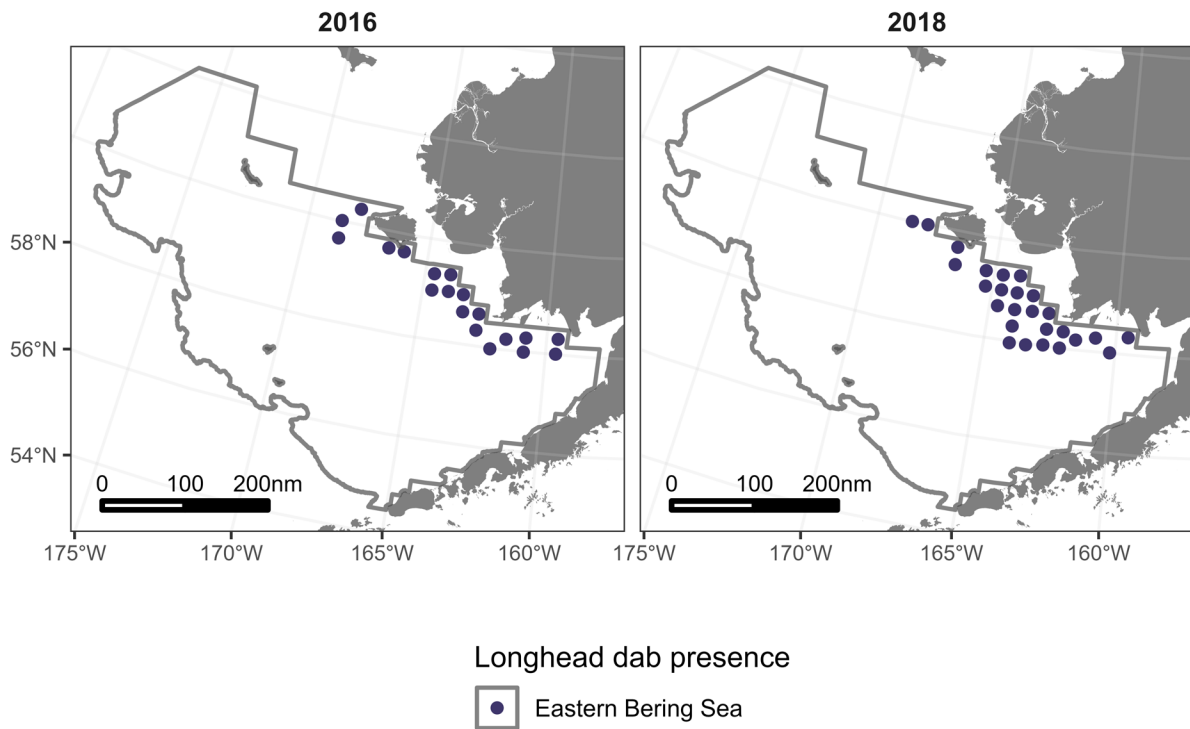 2016 2018
58°N
56°N
54°N
0 100 200nm 0 100 200nm
175°W 170°W 165°W 160°W 175°W 170°W 165°W 160°W
Longhead dab presence
Eastern Bering Sea